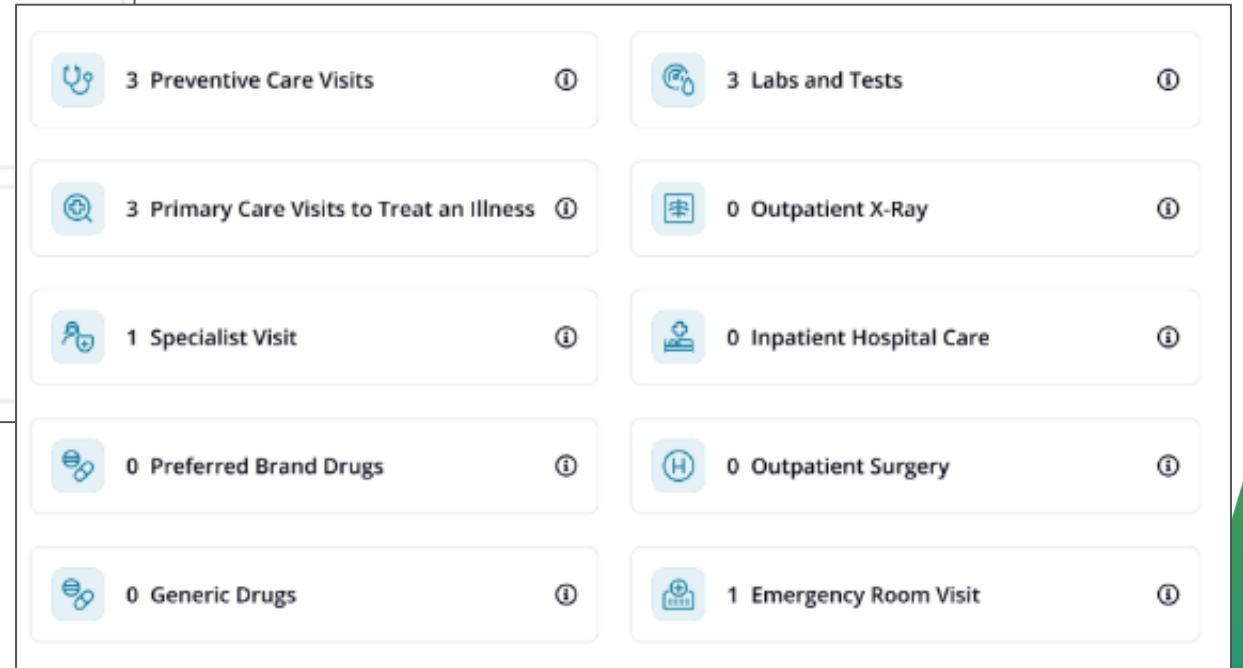 3 Preventive Care Visits
3 Labs and Tests
3 Primary Care Visits to Treat an Illness
0 Outpatient X-Ray
1 Specialist Visit
0 Inpatient Hospital Care
0 Preferred Brand Drugs
0 Outpatient Surgery
0 Generic Drugs
1 Emergency Room Visit